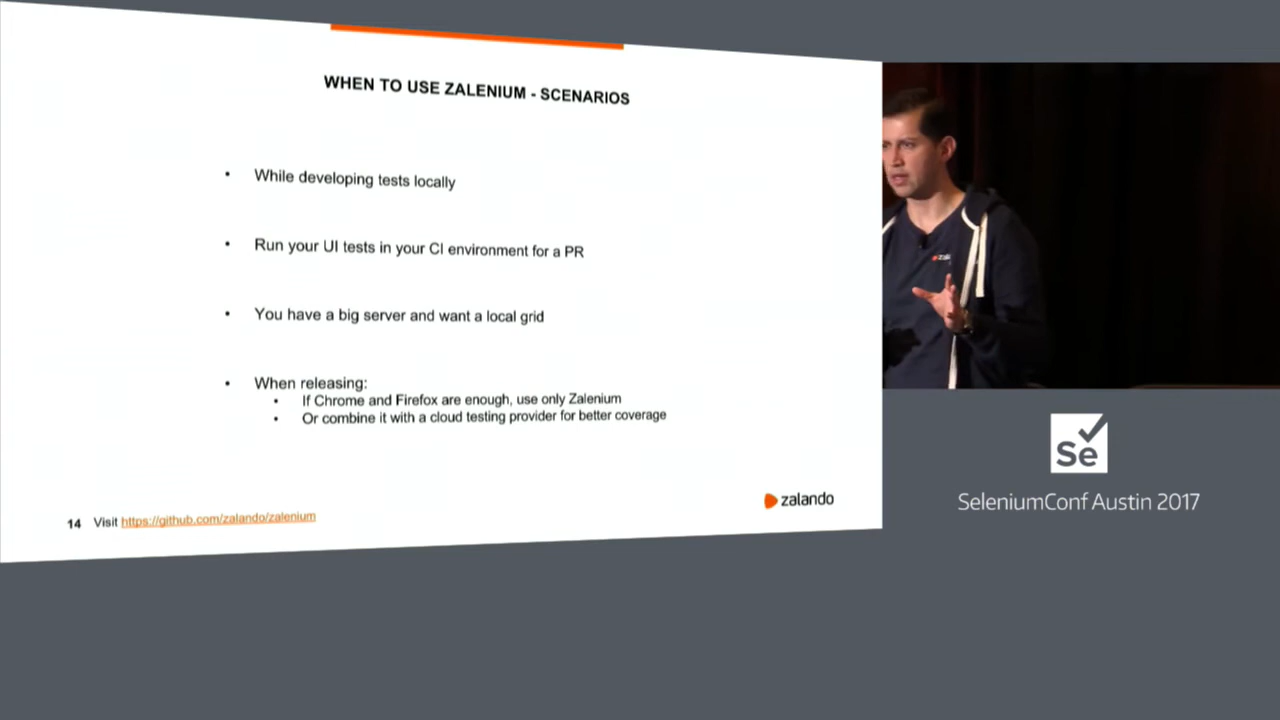 WHEN TO USE ZALENIUM - SCENARIOS
• While developing tests locally
• Run your UI tests in your CI environment for a PR
• You have a big server and want a local grid
• When releasing:
• If Chrome and Firefox are enough, use only Zalenium
• Or combine it with a cloud testing provider for better coverage
zalando
14 Visit https://github.com/zalando/zalenium
Se
SeleniumConf Austin 2017